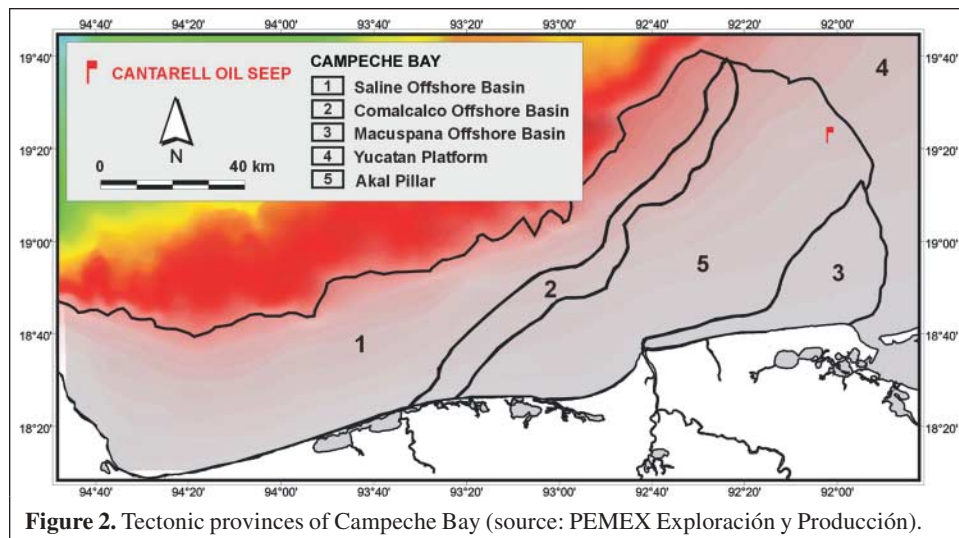 94°40' 94°20' 94°00' 93°40' 93°20' 93°00' 92°40' 92°20' 92°00'
CANTARELL OIL SEEP
0 40 km
N
CAMPECHE BAY
1 Saline Offshore Basin
2 Comalcalco Offshore Basin
3 Macuspana Offshore Basin
4 Yucatan Platform
5 Akal Pillar
19°40' 19°40'
19°20' 19°20'
19°00' 19°00'
18°40' 18°40'
18°20' 18°20'
4
5
3
2
1
94°40' 94°20' 94°00' 93°40' 93°20' 93°00' 92°40' 92°20' 92°00'
Figure 2. Tectonic provinces of Campeche Bay (source: PEMEX Exploración y Producción).